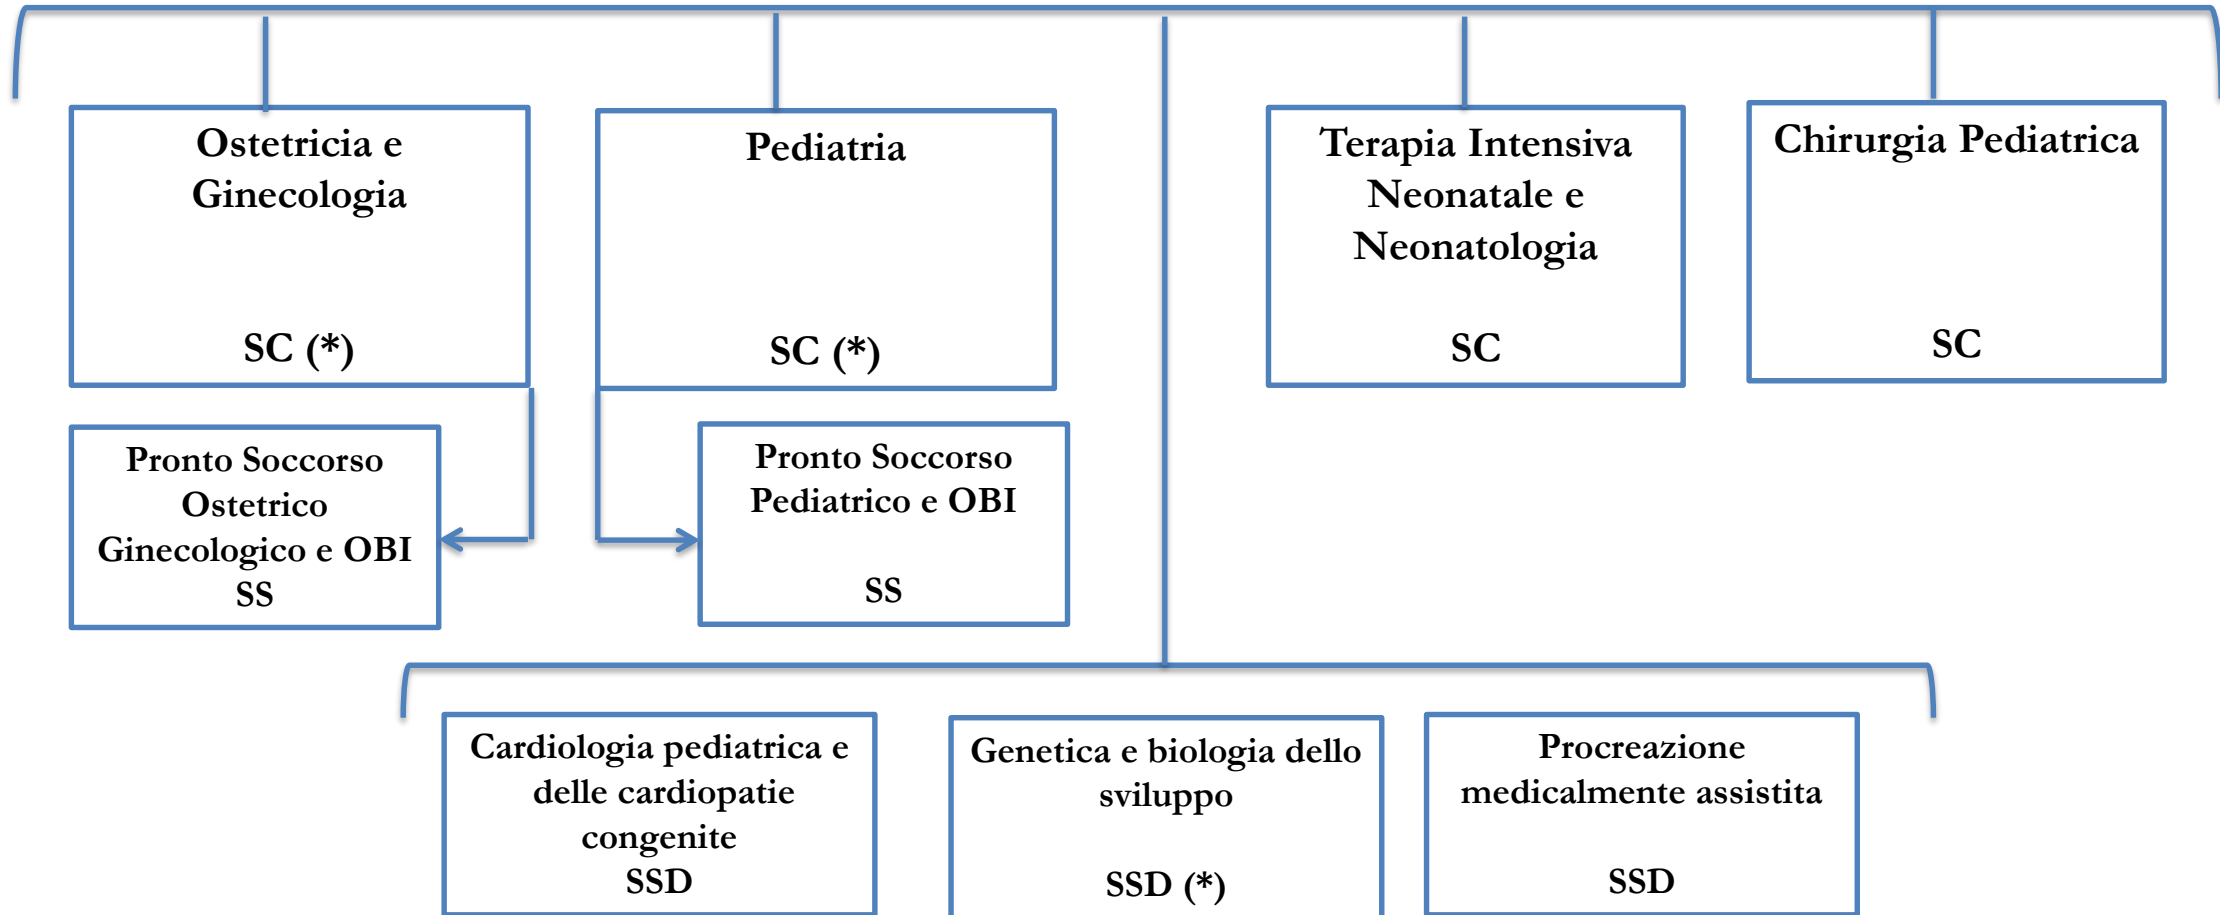 Ostetricia e
Ginecologia
SC (*)
Pediatria
SC (*)
Terapia Intensiva
Neonatale e
Neonatologia
SC
Chirurgia Pediatrica
SC
Pronto Soccorso
Ostetrico
Ginecologico e OBI
SS
Pronto Soccorso
Pediatrico e OBI
SS
Cardiologia pediatrica e
delle cardiopatie
congenite
SSD
Genetica e biologia dello
sviluppo
SSD (*)
Procreazione
medicalmente assistita
SSD